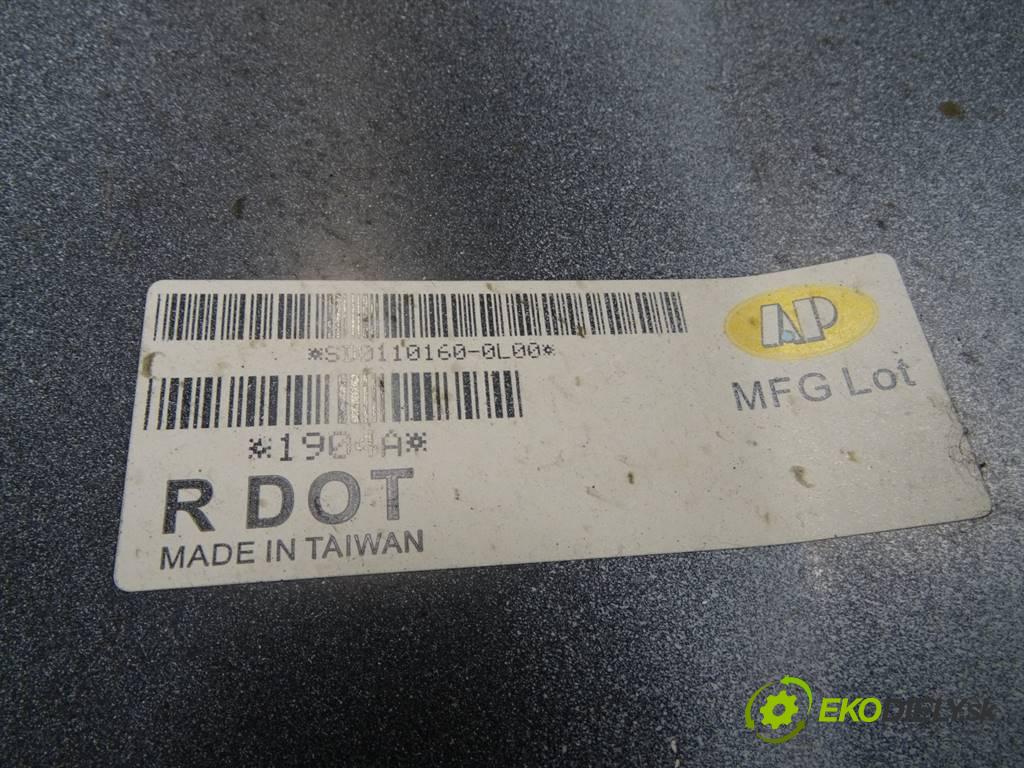 *SD0110160-0L00*
*1904A*
R DOT
MADE IN TAIWAN
AP
MFG Lot
EKODIELY.SK